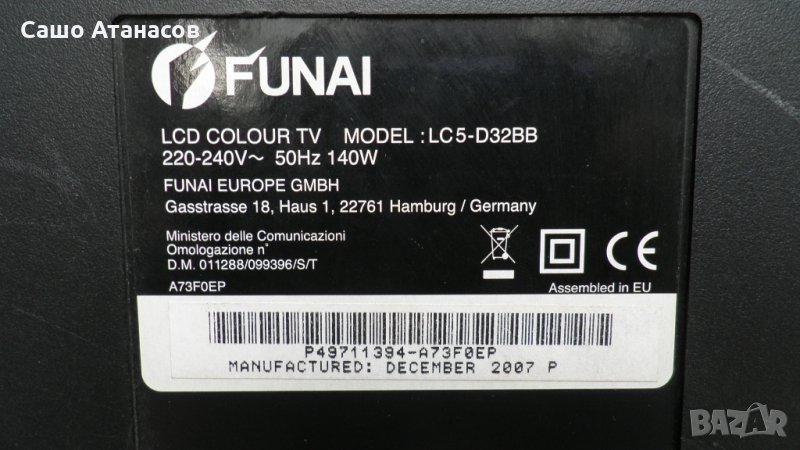 Сашо Атанасов
FUNAI
LCD COLOUR TV MODEL : LC5-D32BB
220-240V~ 50Hz 140W
FUNAI EUROPE GMBH
Gasstrasse 18, Haus 1, 22761 Hamburg / Germany
Ministero delle Comunicazioni
Omologazione n°
D.M. 011288/099396/S/T
A73F0EP
CE
Assembled in EU
P49711394-A73F0EP
MANUFACTURED: DECEMBER 2007 P
BAZAR